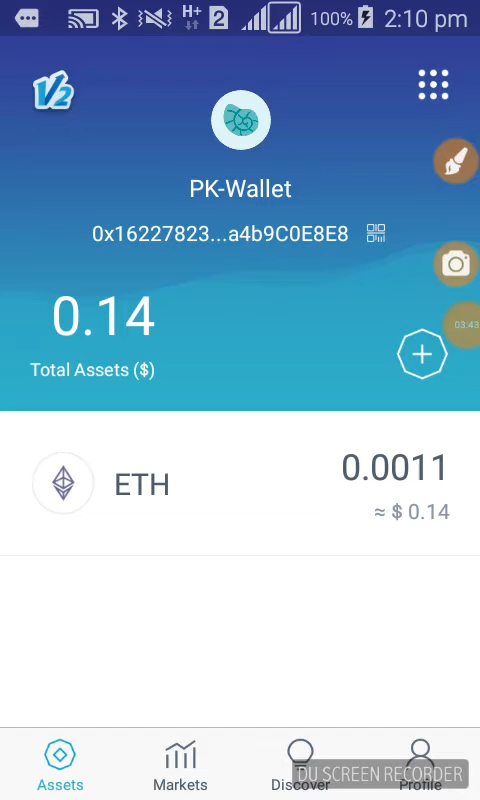 H+ 2 100% 2:10 pm
V2
PK-Wallet
0x16227823...a4b9C0E8E8
03:43
0.14
Total Assets ($)
ETH
0.0011
≈ $ 0.14
Assets
Markets
Discover
Profile
DU SCREEN RECORDER